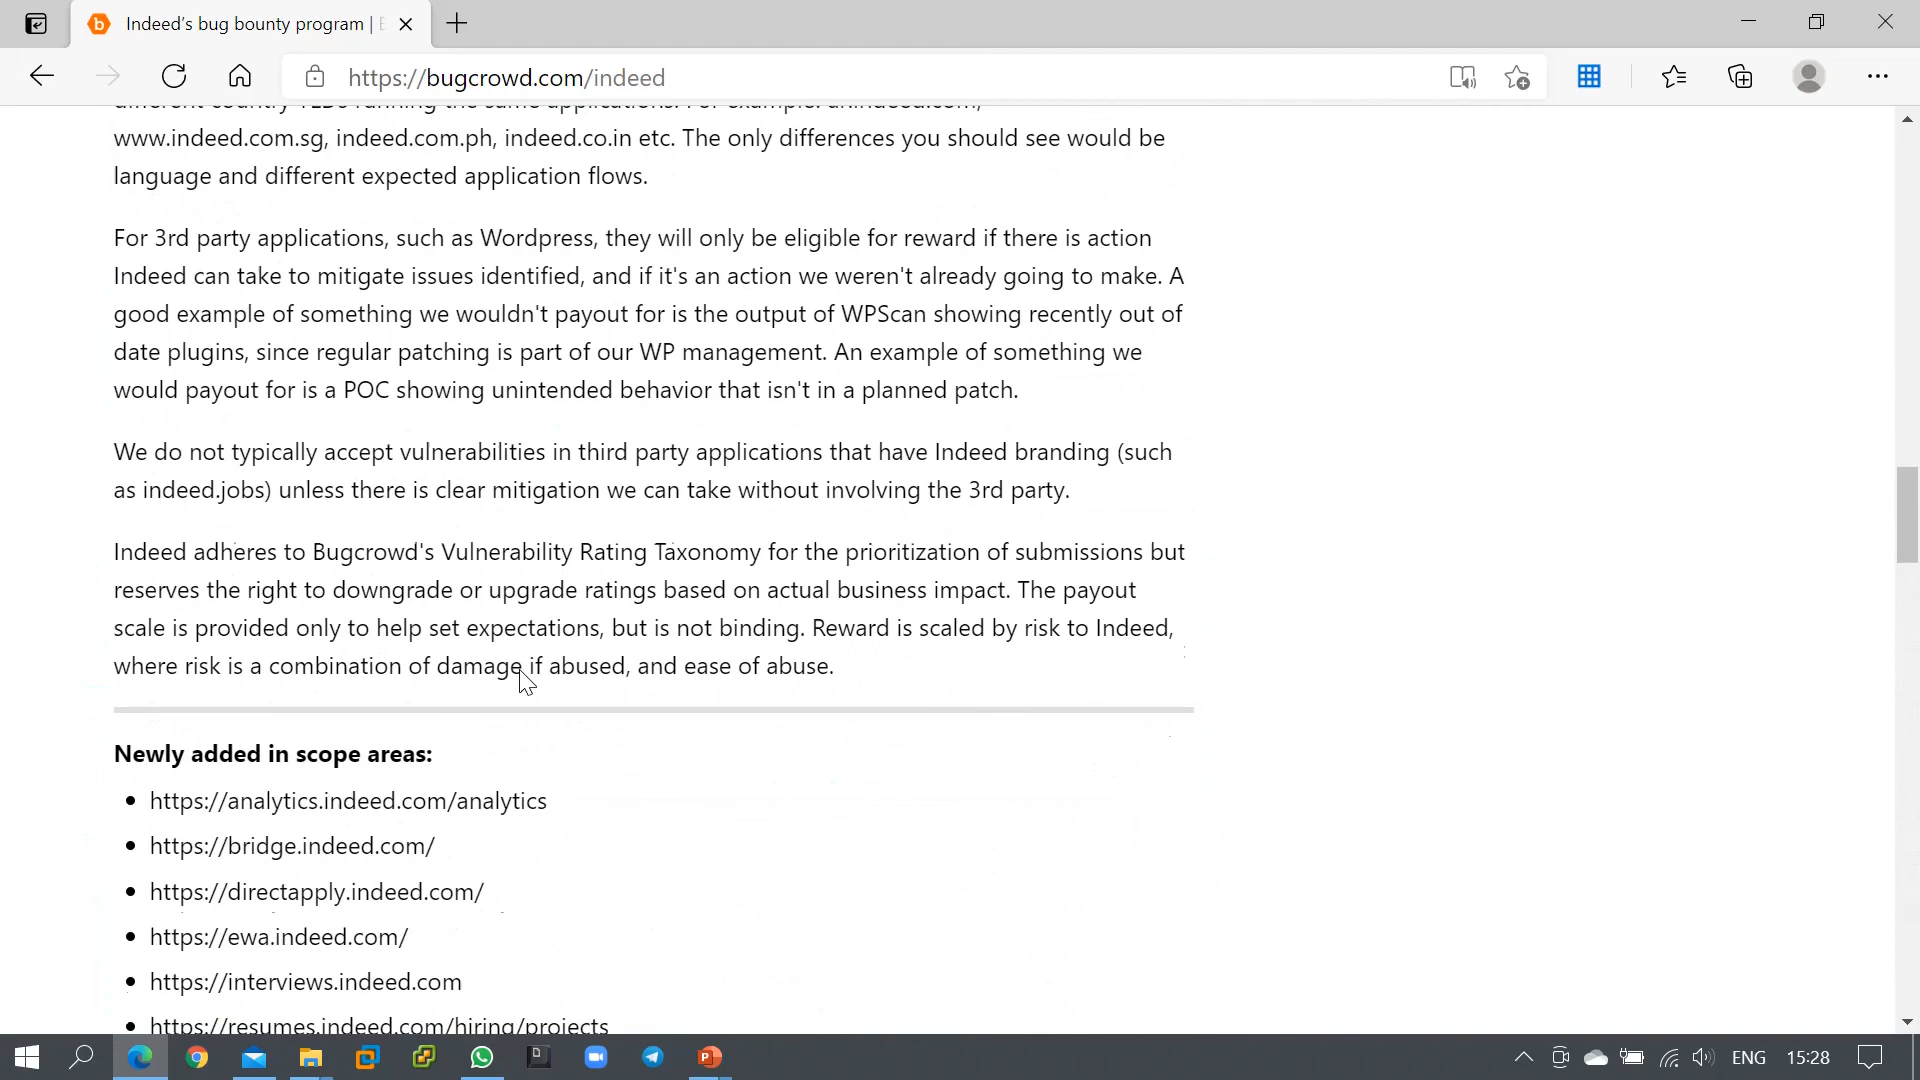 Indeed's bug bounty program |
https://bugcrowd.com/indeed
different country TLDs running the same applications. For example:
www.indeed.com.sg, indeed.com.ph, indeed.co.in etc. The only differences you should see would be
language and different expected application flows.
For 3rd party applications, such as Wordpress, they will only be eligible for reward if there is action
Indeed can take to mitigate issues identified, and if it's an action we weren't already going to make. A
good example of something we wouldn't payout for is the output of WPScan showing recently out of
date plugins, since regular patching is part of our WP management. An example of something we
would payout for is a POC showing unintended behavior that isn't in a planned patch.
We do not typically accept vulnerabilities in third party applications that have Indeed branding (such
as indeed.jobs) unless there is clear mitigation we can take without involving the 3rd party.
Indeed adheres to Bugcrowd's Vulnerability Rating Taxonomy for the prioritization of submissions but
reserves the right to downgrade or upgrade ratings based on actual business impact. The payout
scale is provided only to help set expectations, but is not binding. Reward is scaled by risk to Indeed,
where risk is a combination of damage if abused, and ease of abuse.
Newly added in scope areas:
• https://analytics.indeed.com/analytics
• https://bridge.indeed.com/
• https://directapply.indeed.com/
• https://ewa.indeed.com/
• https://interviews.indeed.com
• https://resumes.indeed.com/hiring/projects
ENG 15:28